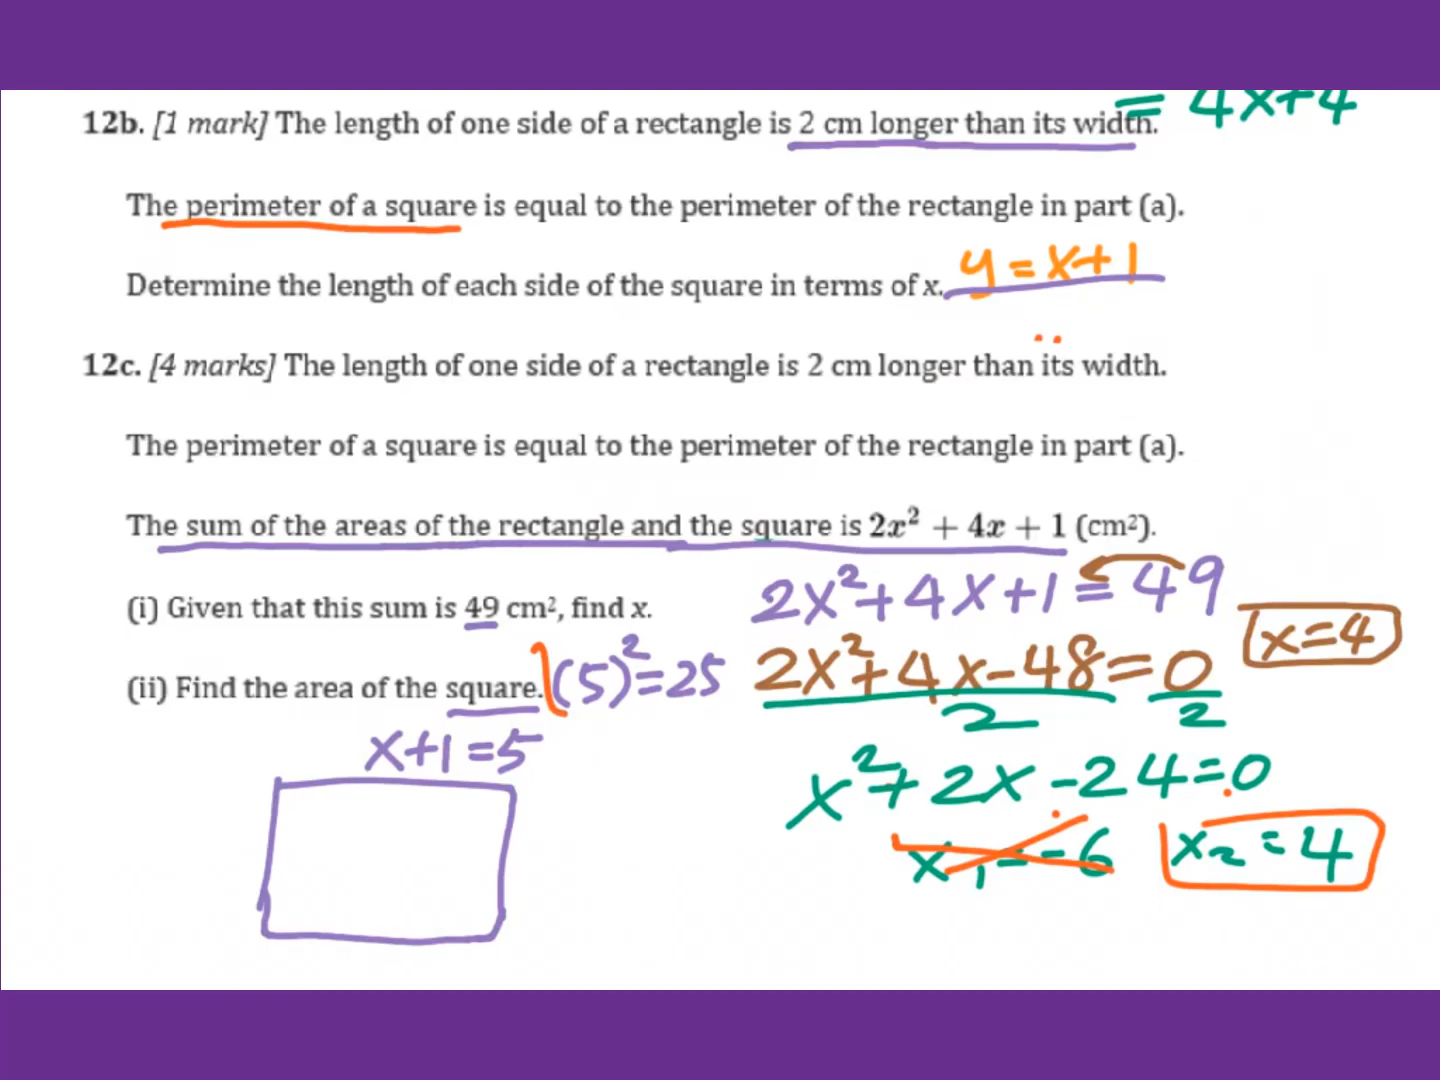 = 4x+4
12b. [1 mark] The length of one side of a rectangle is 2 cm longer than its width.
The perimeter of a square is equal to the perimeter of the rectangle in part (a).
y = x+1
Determine the length of each side of the square in terms of x.
12c. [4 marks] The length of one side of a rectangle is 2 cm longer than its width.
The perimeter of a square is equal to the perimeter of the rectangle in part (a).
The sum of the areas of the rectangle and the square is 2x² + 4x + 1 (cm²).
2x²+4x+1 = 49
(i) Given that this sum is 49 cm², find x.
x=4
(ii) Find the area of the square. (5)²=25
2x²+4x-48=0
2 2
x+1=5
x²+2x-24=0
x₁=-6 x₂=4